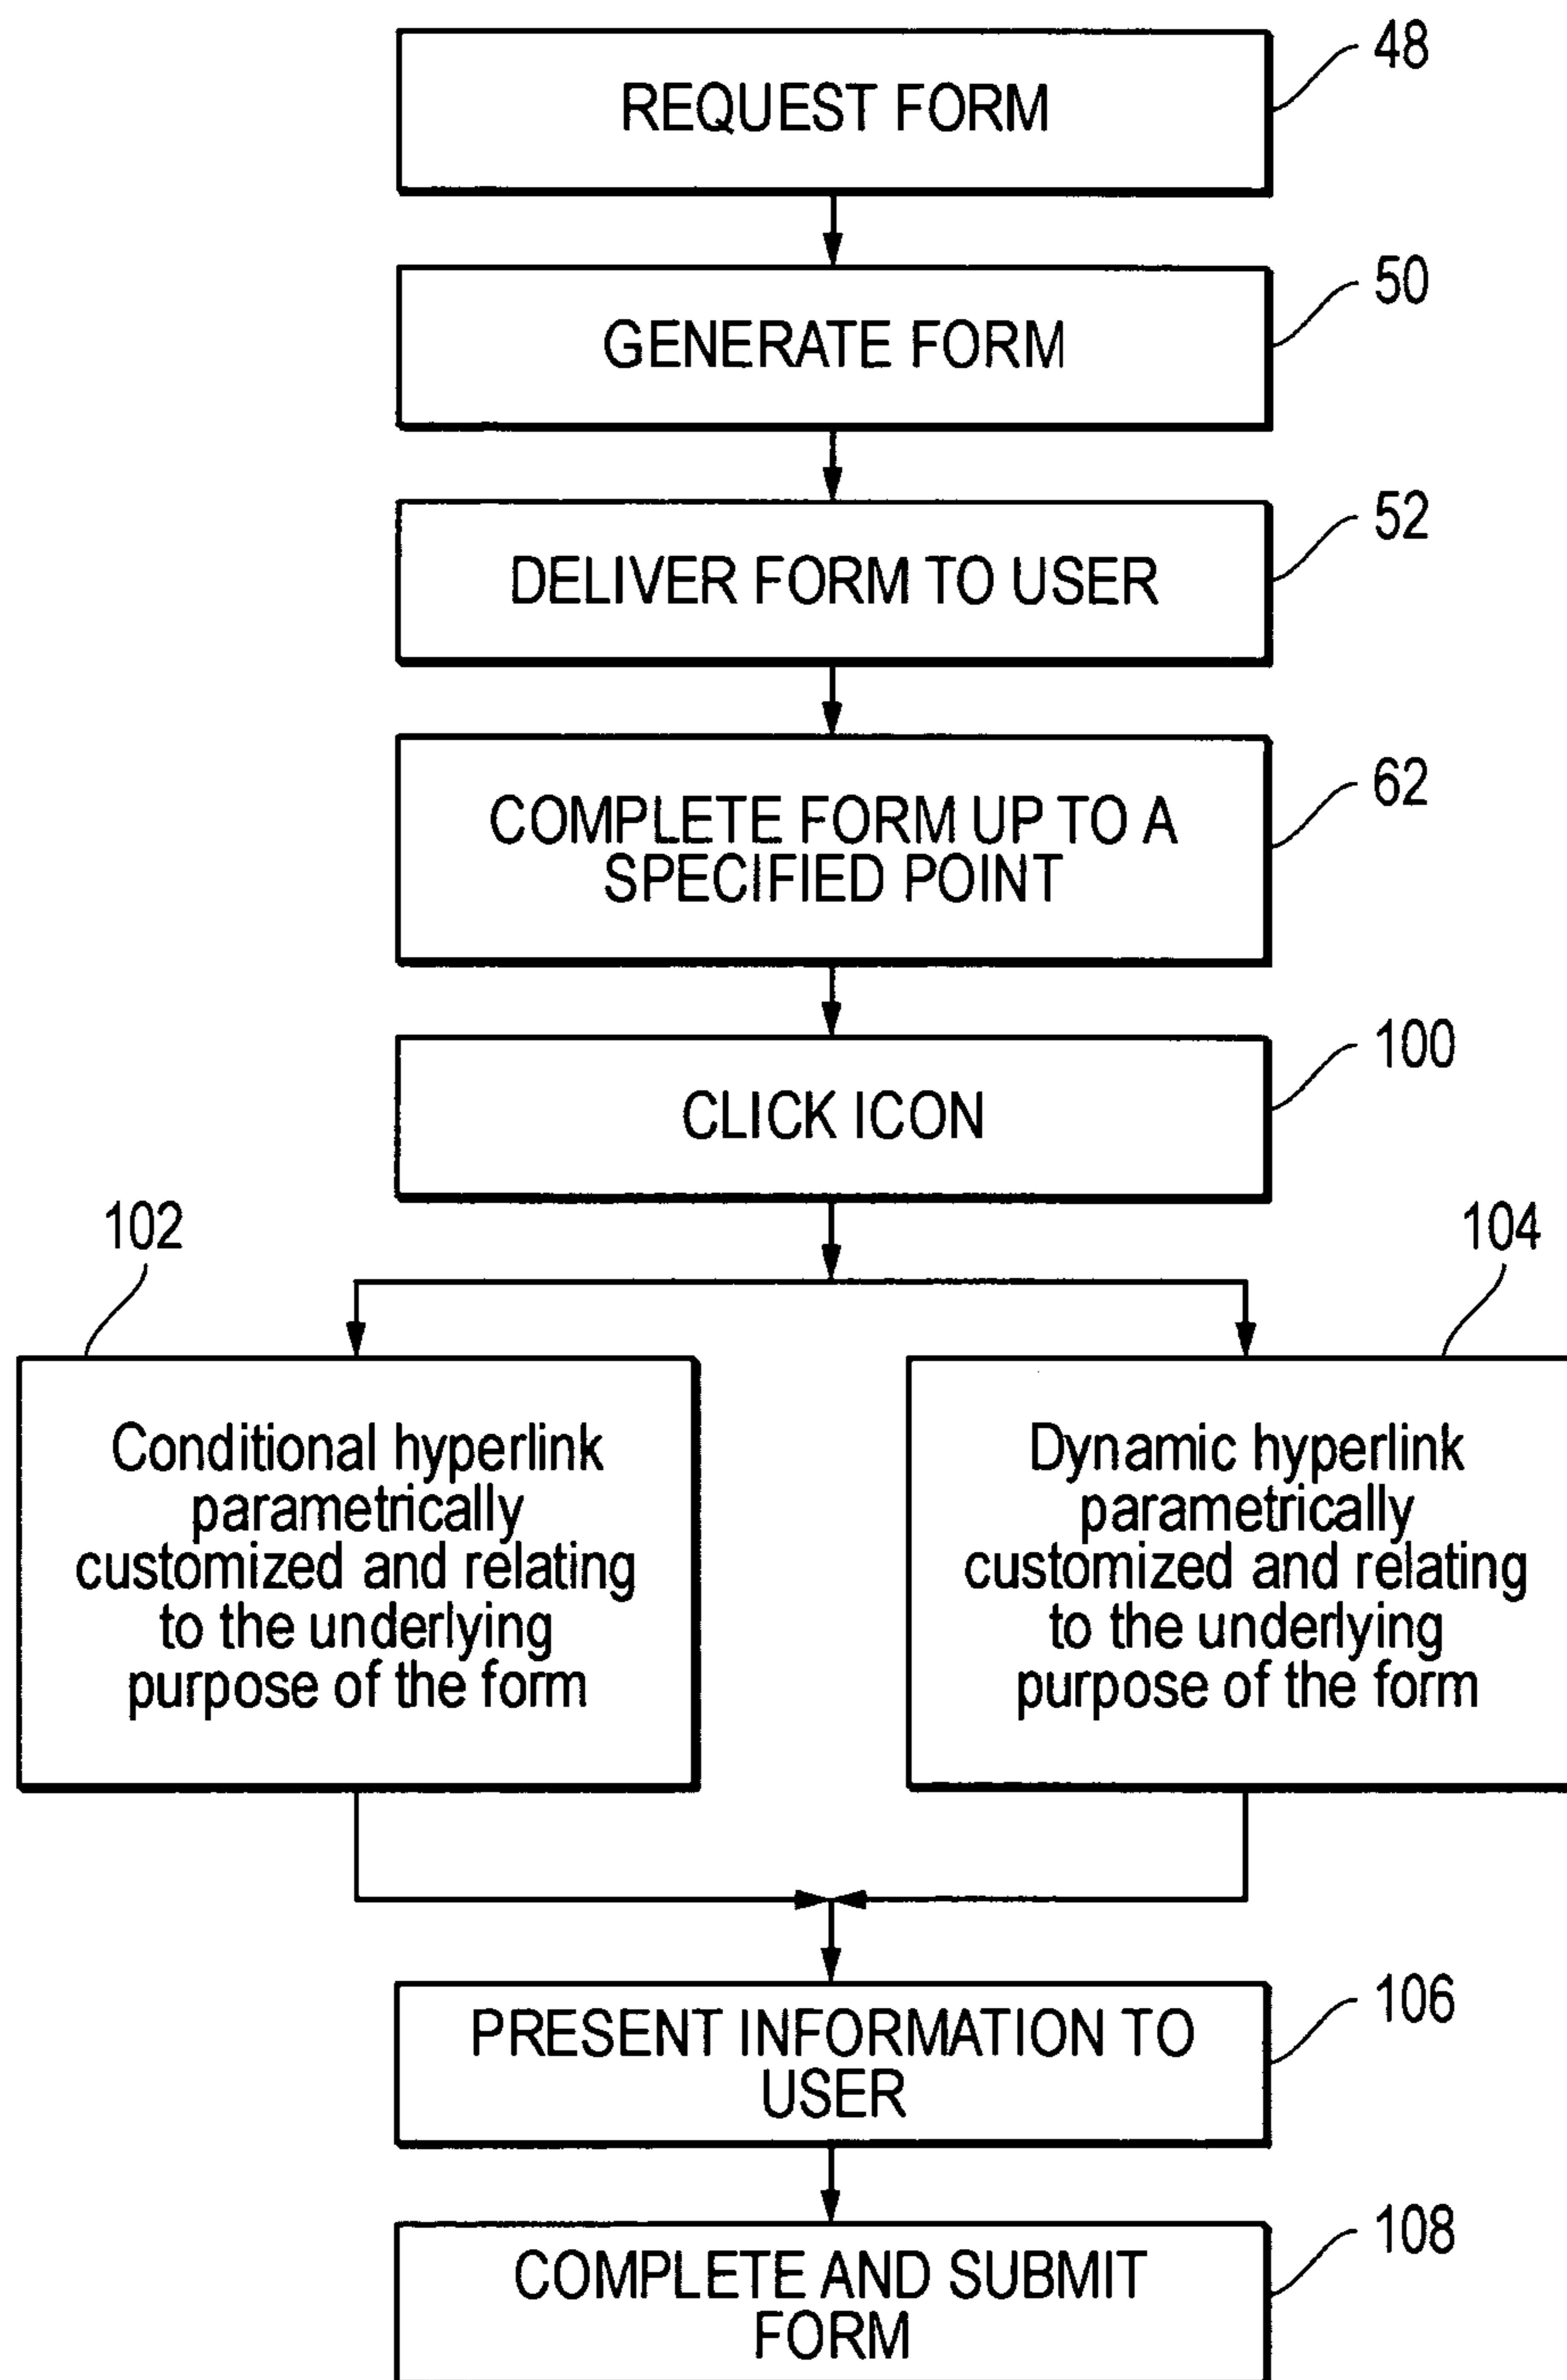 48
REQUEST FORM
50
GENERATE FORM
52
DELIVER FORM TO USER
62
COMPLETE FORM UP TO A
SPECIFIED POINT
100
CLICK ICON
102
104
Conditional hyperlink
parametrically
customized and relating
to the underlying
purpose of the form
Dynamic hyperlink
parametrically
customized and relating
to the underlying
purpose of the form
106
PRESENT INFORMATION TO
USER
108
COMPLETE AND SUBMIT
FORM